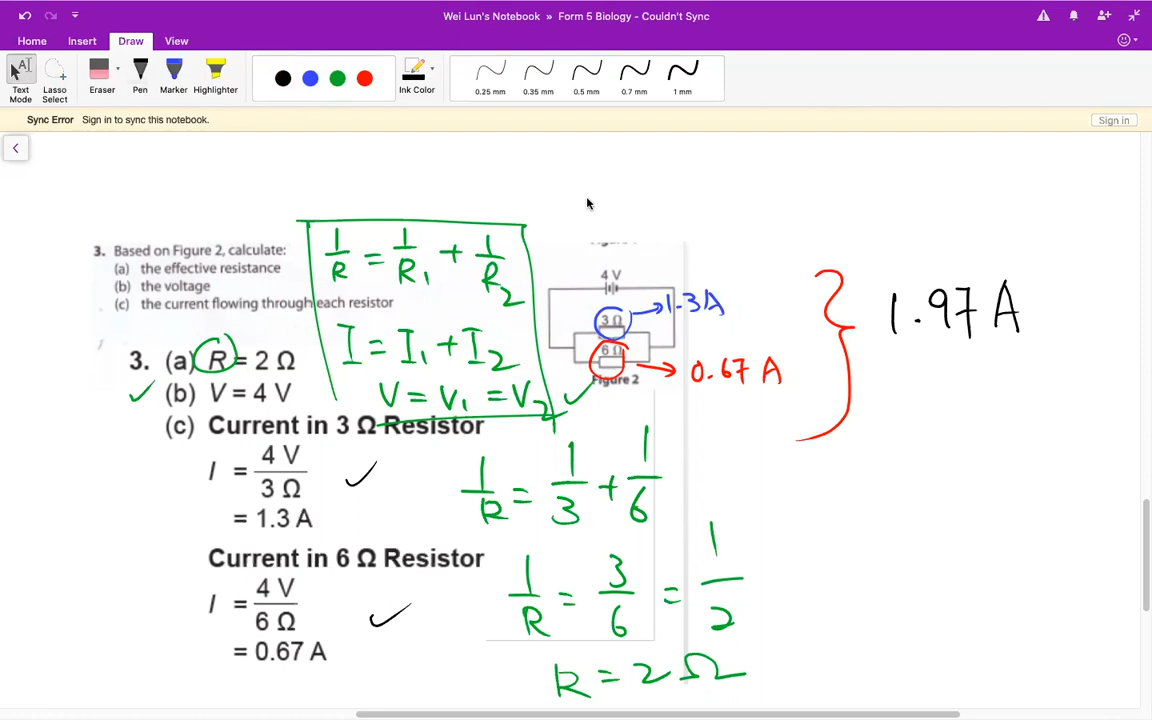 Wei Lun's Notebook » Form 5 Biology - Couldn't Sync
Home Insert Draw View
Text Mode
Lasso Select
Eraser
Pen
Marker
Highlighter
Ink Color
0.25 mm
0.35 mm
0.5 mm
0.7 mm
1 mm
Sync Error Sign in to sync this notebook.
Sign in
3. Based on Figure 2, calculate:
(a) the effective resistance
(b) the voltage
(c) the current flowing through each resistor
1/R = 1/R₁ + 1/R₂
I = I₁ + I₂
V = V₁ = V₂
4 V
3 Ω → 1.3 A
6 Ω → 0.67 A
Figure 2
1.97 A
3. (a) R = 2 Ω
(b) V = 4 V
(c) Current in 3 Ω Resistor
I = 4 V/3 Ω
= 1.3 A
Current in 6 Ω Resistor
I = 4 V/6 Ω
= 0.67 A
1/R = 1/3 + 1/6
1/R = 3/6 = 1/2
R = 2 Ω